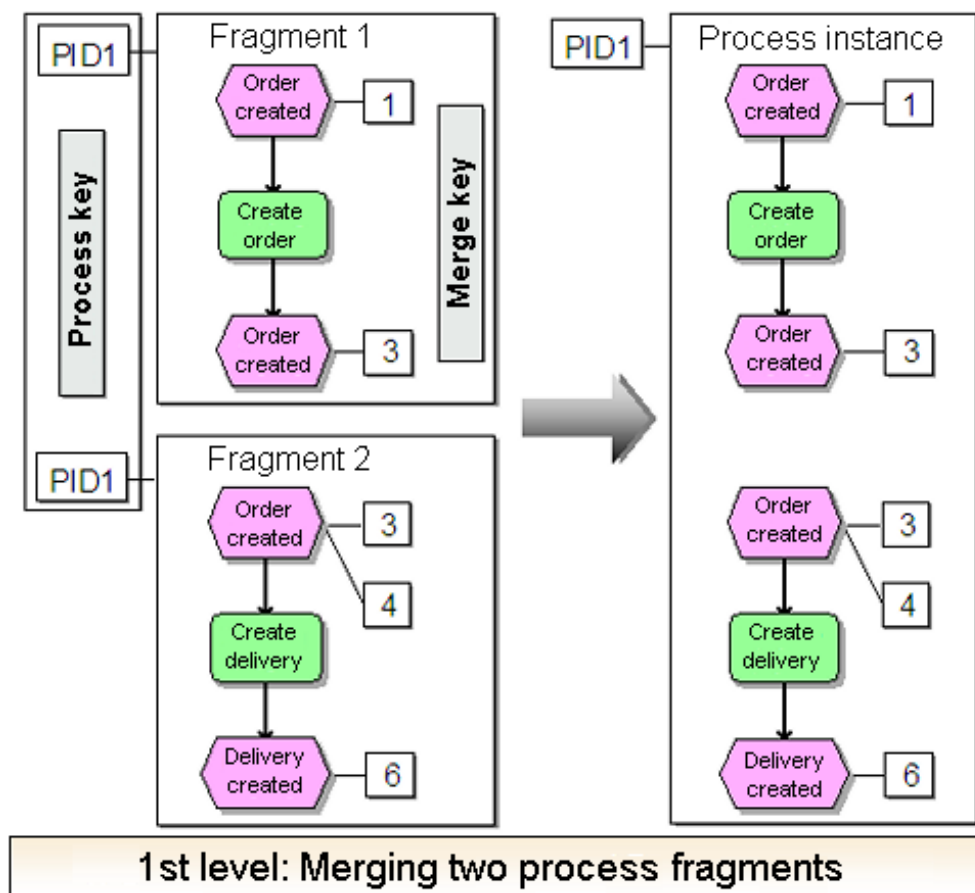 PID1
Fragment 1
Order
created
1
Process key
Merge key
Create
order
Order
created
3
PID1
Fragment 2
Order
created
3
4
Create
delivery
Delivery
created
6
PID1
Process instance
Order
created
1
Create
order
Order
created
3
Order
created
3
4
Create
delivery
Delivery
created
6
1st level: Merging two process fragments